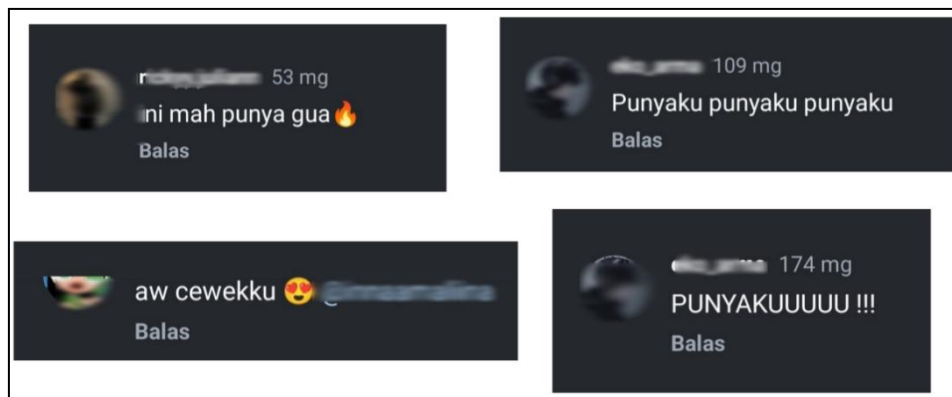 53 mg
ini mah punya gua🔥
Balas
109 mg
Punyaku punyaku punyaku
Balas
aw cewekku 😍
Balas
174 mg
PUNYAKUUUUU !!!
Balas